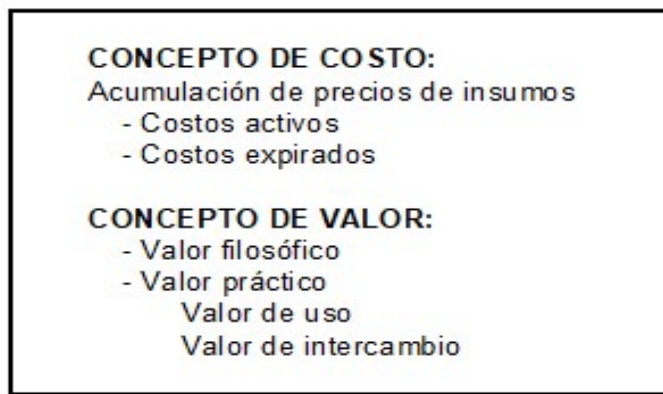 CONCEPTO DE COSTO:
Acumulación de precios de insumos
- Costos activos
- Costos expirados
CONCEPTO DE VALOR:
- Valor filosófico
- Valor práctico
Valor de uso
Valor de intercambio